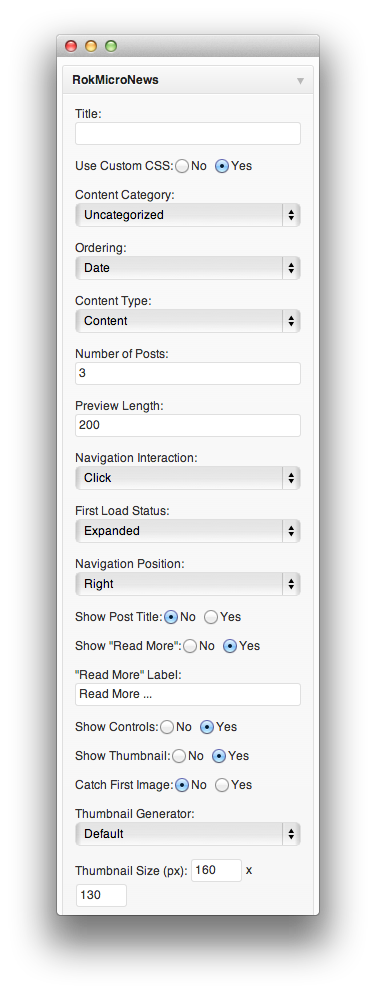 RokMicroNews
Title:
Use Custom CSS: No Yes
Content Category:
Uncategorized
Ordering:
Date
Content Type:
Content
Number of Posts:
3
Preview Length:
200
Navigation Interaction:
Click
First Load Status:
Expanded
Navigation Position:
Right
Show Post Title: No Yes
Show "Read More": No Yes
"Read More" Label:
Read More ...
Show Controls: No Yes
Show Thumbnail: No Yes
Catch First Image: No Yes
Thumbnail Generator:
Default
Thumbnail Size (px): 160 x
130